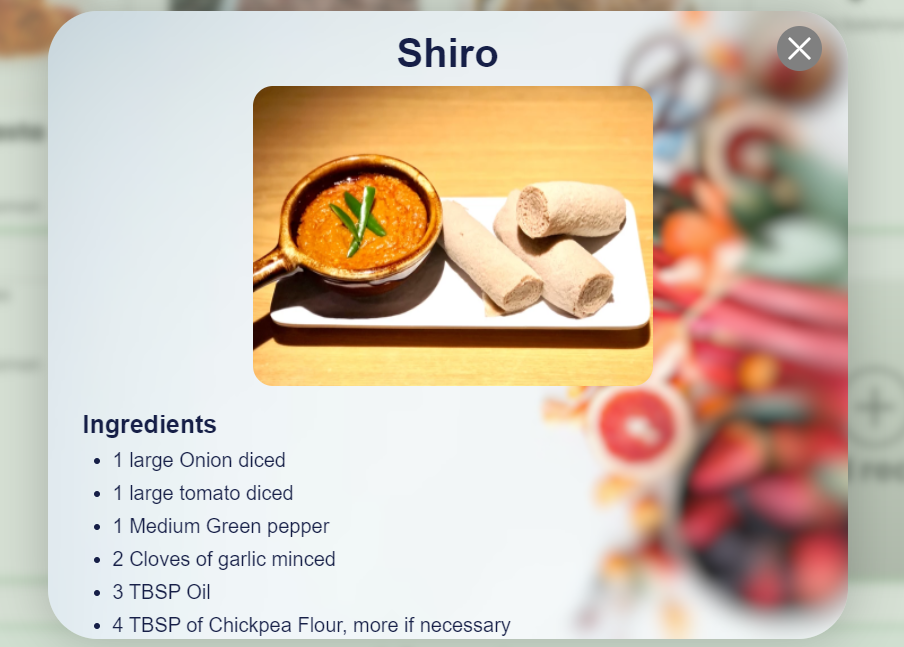 Shiro
Ingredients
1 large Onion diced
1 large tomato diced
1 Medium Green pepper
2 Cloves of garlic minced
3 TBSP Oil
4 TBSP of Chickpea Flour, more if necessary